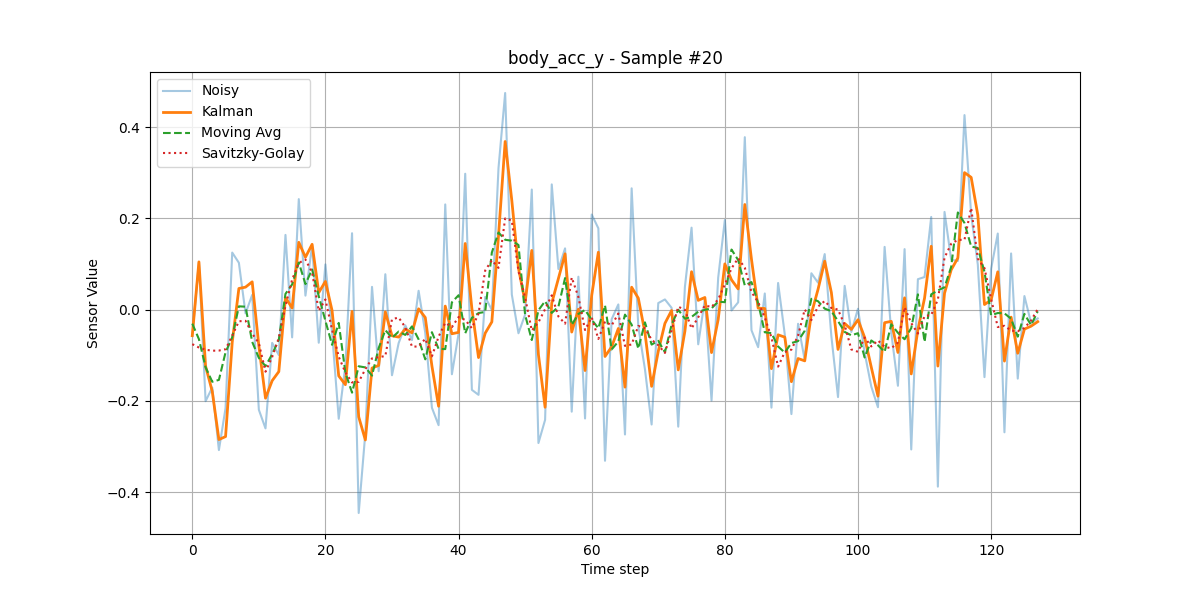 body_acc_y - Sample #20
Noisy
Kalman
Moving Avg
Savitzky-Golay
Sensor Value
0.4
0.2
0.0
−0.2
−0.4
0 20 40 60 80 100 120
Time step